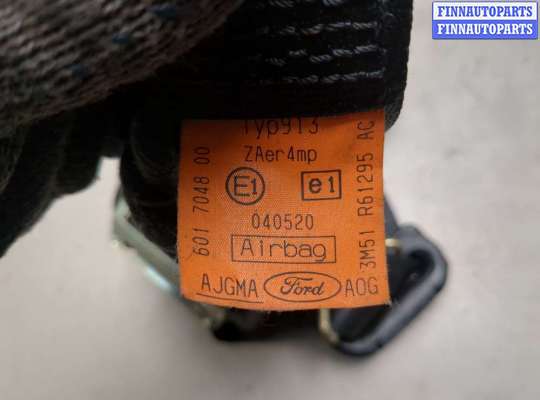 FINNAUTOPARTS
FINNAUTOPARTS
Typ913
ZAer4mp
E1 e1
040520
Airbag
AJGMA Ford AOG
601 7048 00
3M51 R61295 AC